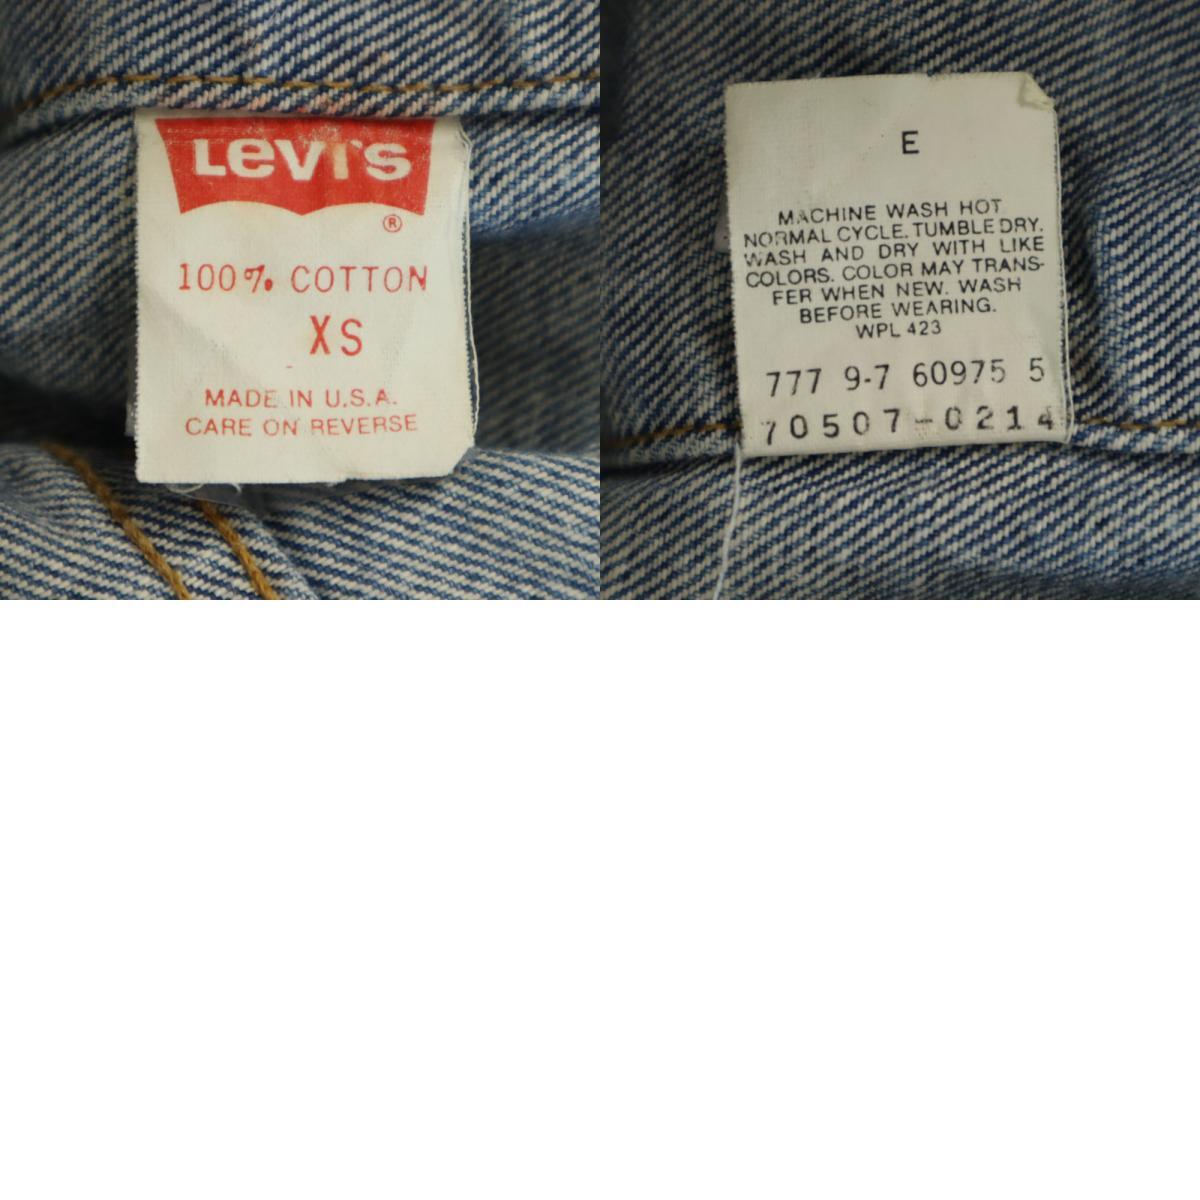 Levi's
®
100% COTTON
XS
MADE IN U.S.A.
CARE ON REVERSE
E
MACHINE WASH HOT
NORMAL CYCLE. TUMBLE DRY.
WASH AND DRY WITH LIKE
COLORS. COLOR MAY TRANS-
FER WHEN NEW. WASH
BEFORE WEARING.
WPL 423
777 9-7 60975 5
70507-0214